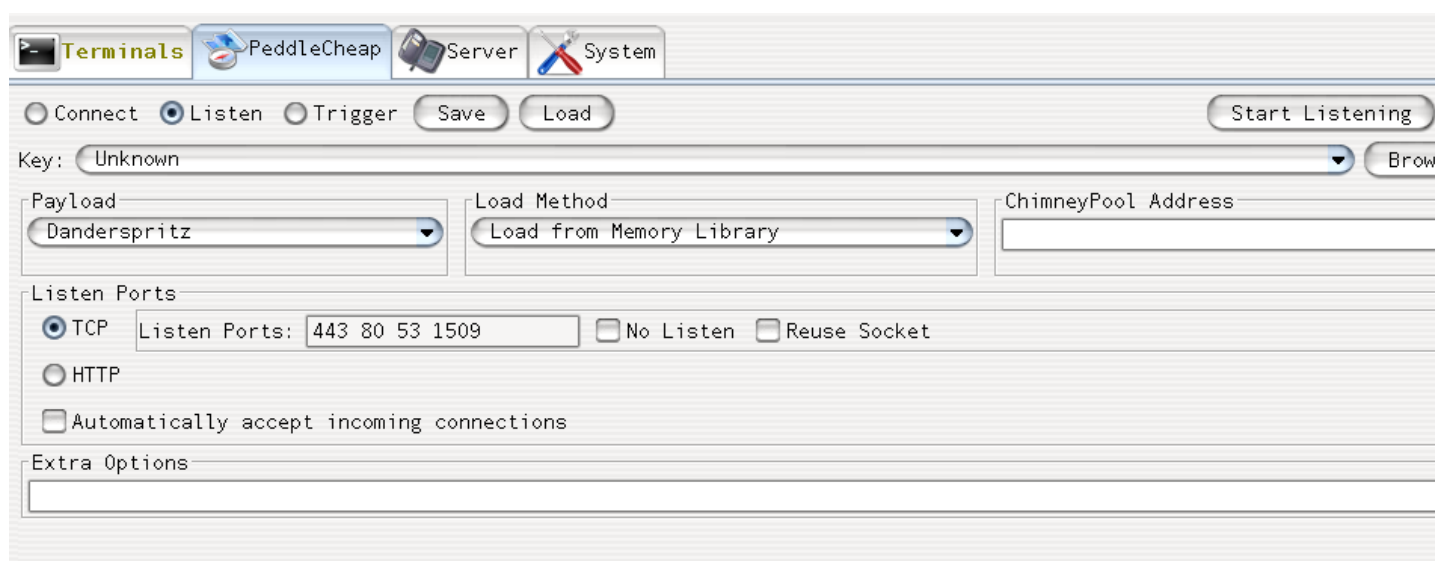 Terminals PeddleCheap Server System
Connect Listen Trigger Save Load Start Listening
Key: Unknown Brow
Payload Load Method ChimneyPool Address
Danderspritz Load from Memory Library
Listen Ports
TCP Listen Ports: 443 80 53 1509 No Listen Reuse Socket
HTTP
Automatically accept incoming connections
Extra Options